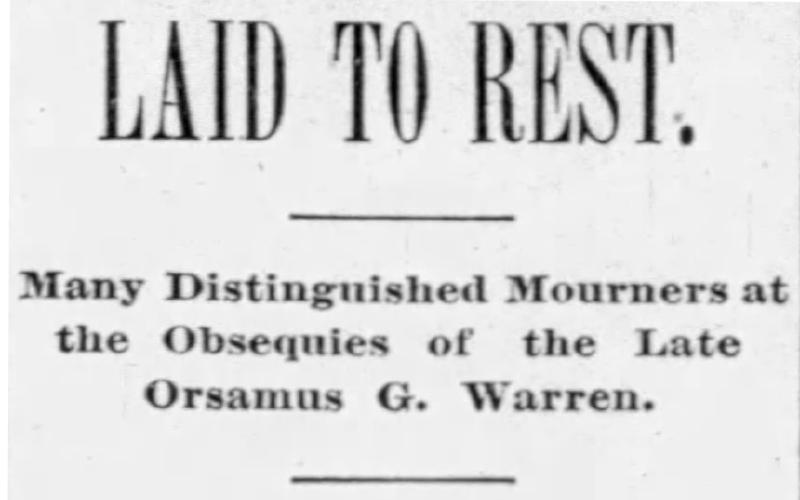 LAID TO REST.
Many Distinguished Mourners at
the Obsequies of the Late
Orsamus G. Warren.